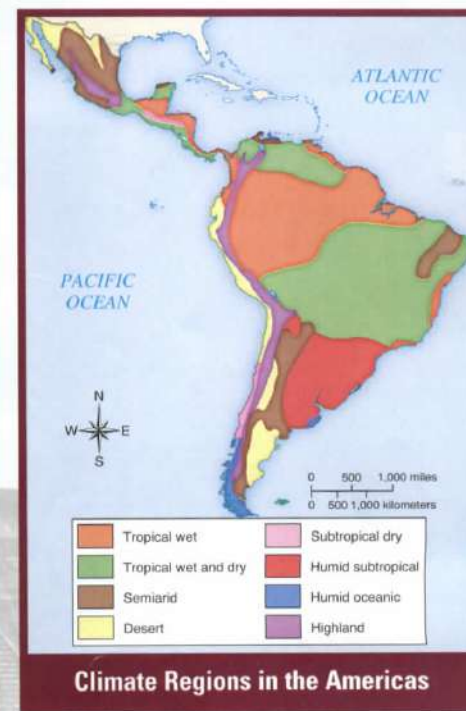 ATLANTIC
OCEAN
PACIFIC
OCEAN
N
W E
S
0 500 1,000 miles
0 500 1,000 kilometers
Tropical wet
Tropical wet and dry
Semiarid
Desert
Subtropical dry
Humid subtropical
Humid oceanic
Highland
Climate Regions in the Americas